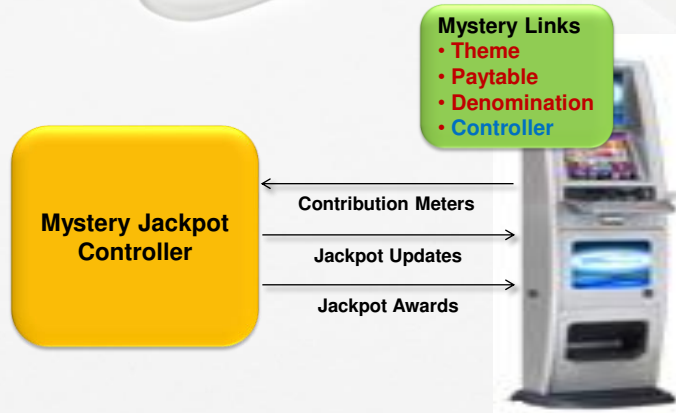 Mystery Links
• Theme
• Paytable
• Denomination
• Controller
Mystery Jackpot
Controller
Contribution Meters
Jackpot Updates
Jackpot Awards